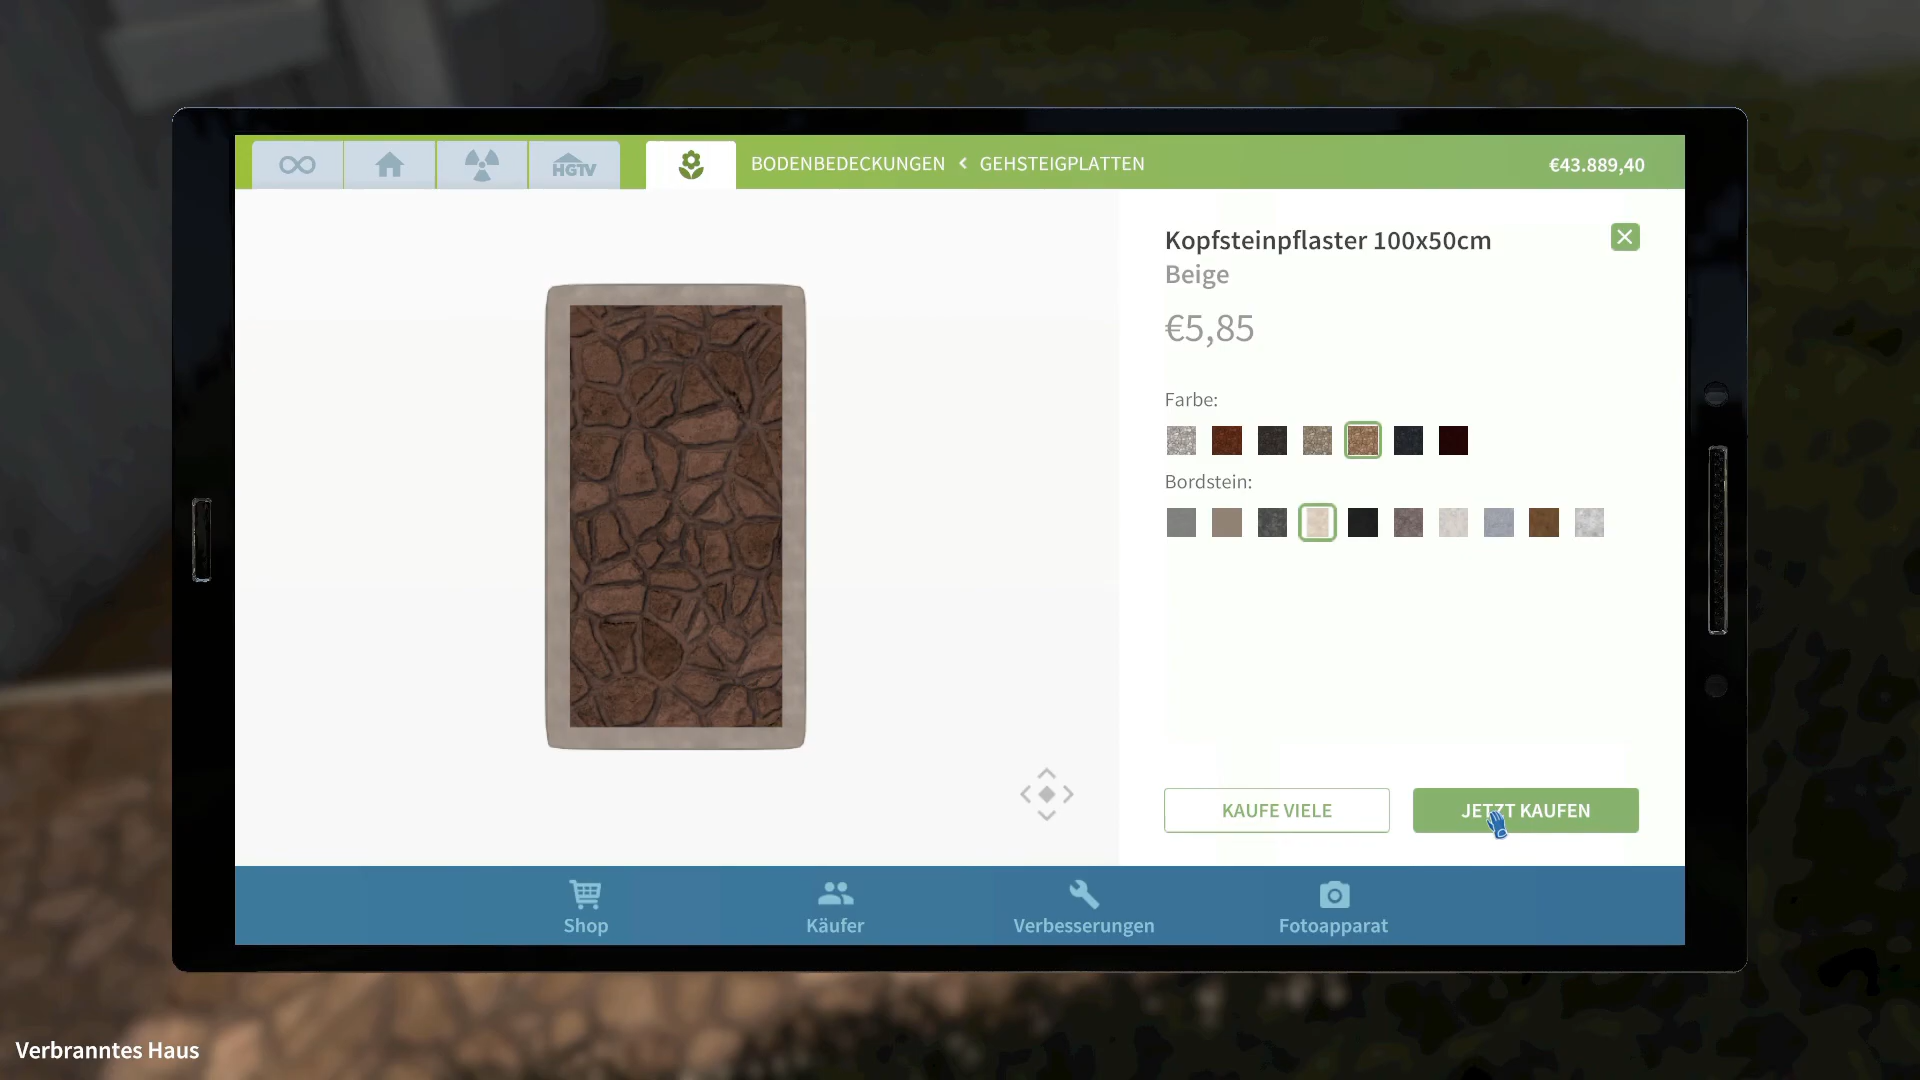 HGTV
BODENBEDECKUNGEN < GEHSTEIGPLATTEN
€43.889,40
Kopfsteinpflaster 100x50cm
Beige
€5,85
Farbe:
Bordstein:
KAUFE VIELE
JETZT KAUFEN
Shop
Käufer
Verbesserungen
Fotoapparat
Verbranntes Haus